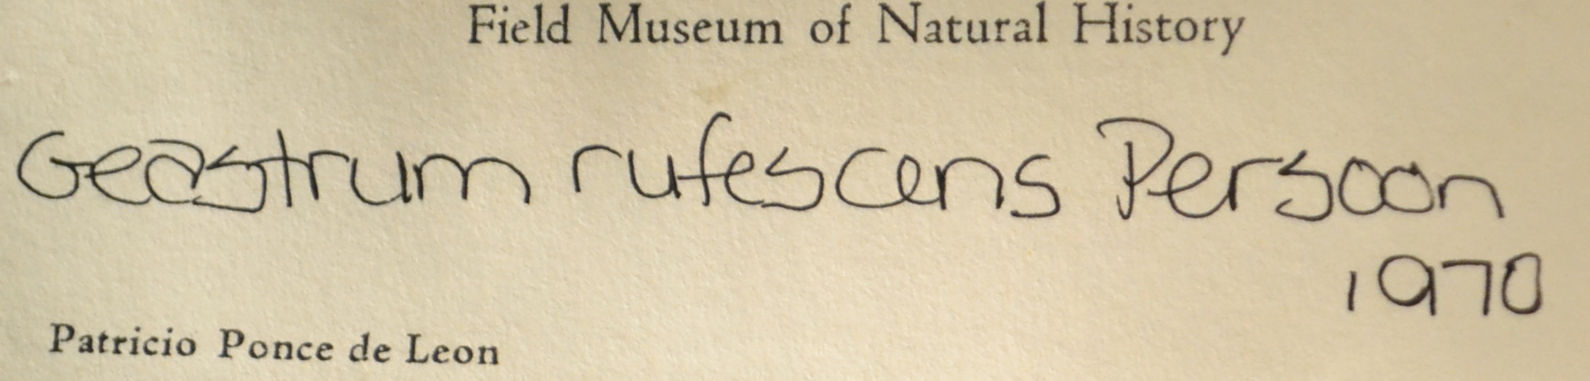 Field Museum of Natural History
Geastrum rufescens Persoon
1970
Patricio Ponce de Leon